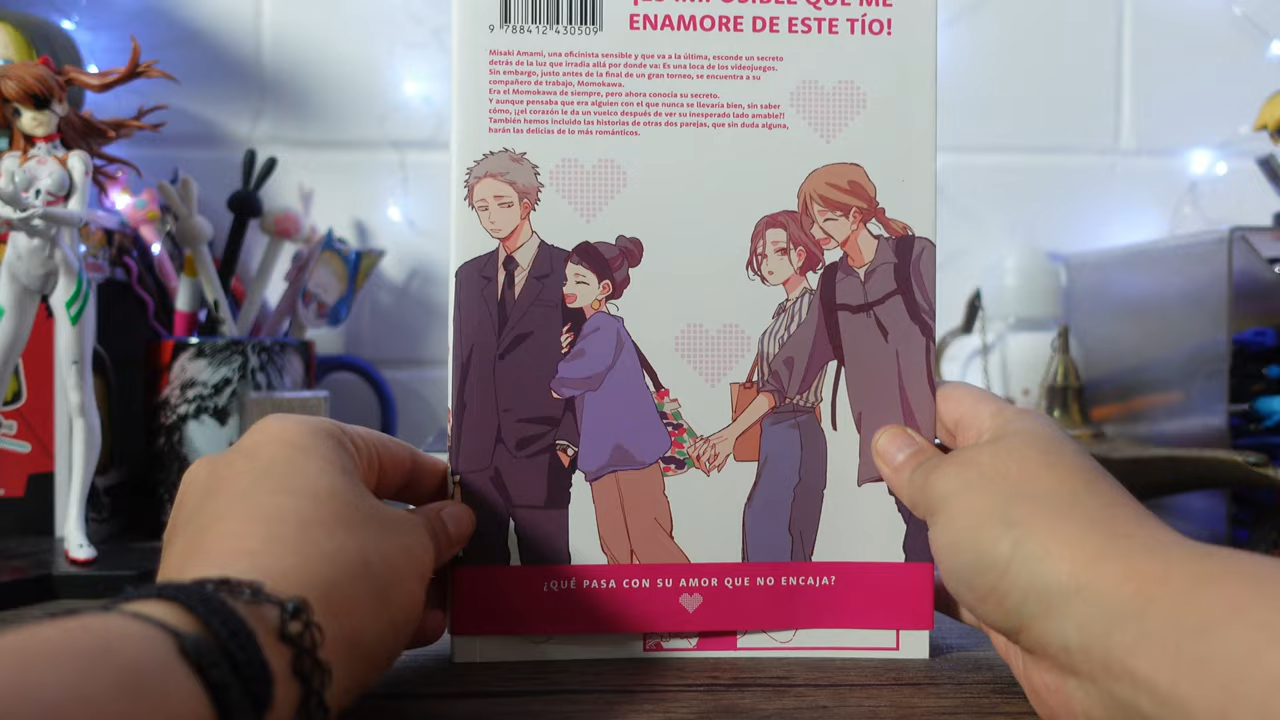 ¡ES IMPOSIBLE QUE ME
ENAMORE DE ESTE TÍO!
9 788412 430509
Misaki Amami, una oficinista sensible y que va a la última, esconde un secreto
detrás de la luz que irradia allá por donde va: Es una loca de los videojuegos.
Sin embargo, justo antes de la final de un gran torneo, se encuentra a su
compañero de trabajo, Momokawa.
Era el Momokawa de siempre, pero ahora conocía su secreto.
Y aunque pensaba que era alguien con el que nunca se llevaría bien, sin saber
cómo, ¡¿el corazón le da un vuelco después de ver su inesperado lado amable?!
También hemos incluido las historias de otras dos parejas, que sin duda alguna,
harán las delicias de lo más románticos.
¿QUÉ PASA CON SU AMOR QUE NO ENCAJA?